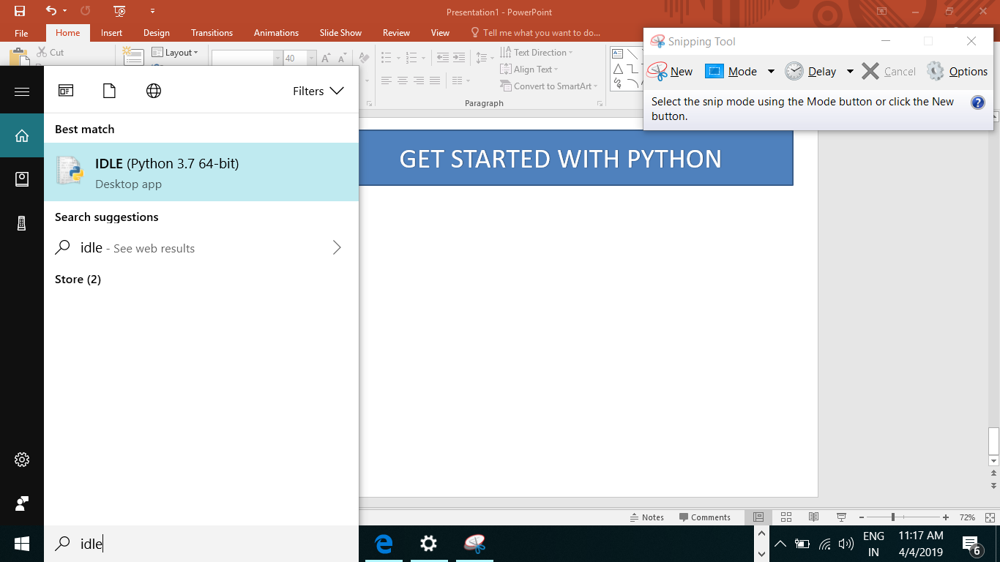 Presentation1 - PowerPoint
File Home Insert Design Transitions Animations Slide Show Review View Tell me what you want to do...
Cut
Layout
40
Text Direction
Align Text
Convert to SmartArt
Paragraph
Snipping Tool
New Mode Delay Cancel Options
Select the snip mode using the Mode button or click the New
button.
Filters
Best match
IDLE (Python 3.7 64-bit)
Desktop app
Search suggestions
idle - See web results
Store (2)
GET STARTED WITH PYTHON
Notes Comments 72%
idle
ENG
IN
11:17 AM
4/4/2019
6